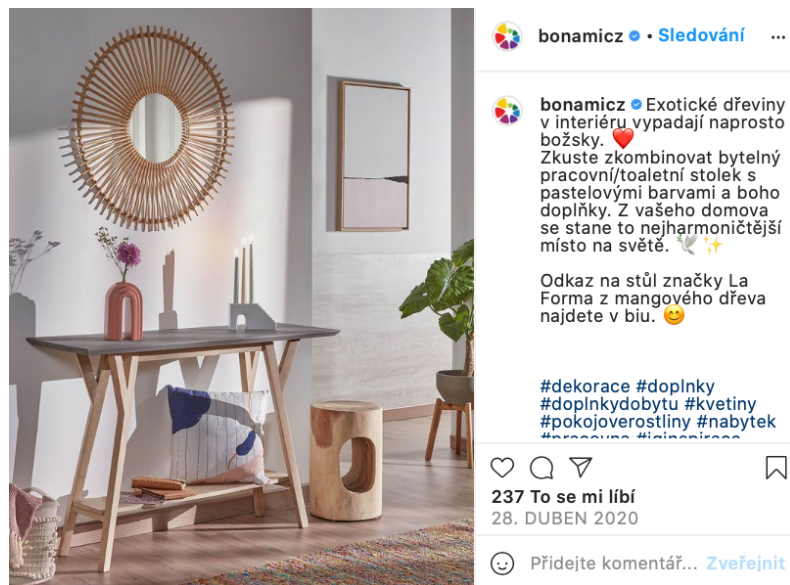 bonamicz • Sledování
bonamicz Exotické dřeviny
v interiéru vypadají naprosto
božsky. ❤️
Zkuste zkombinovat bytelný
pracovní/toaletní stolek s
pastelovými barvami a boho
doplňky. Z vašeho domova
se stane to nejharmoničtější
místo na světě. 🕊️✨
Odkaz na stůl značky La
Forma z mangového dřeva
najdete v biu. 😊
#dekorace #doplnky
#doplnkydobytu #kvetiny
#pokojoverostliny #nabytek
#pracovna #iginspirace
237 To se mi líbí
28. DUBEN 2020
Přidejte komentář... Zveřejnit